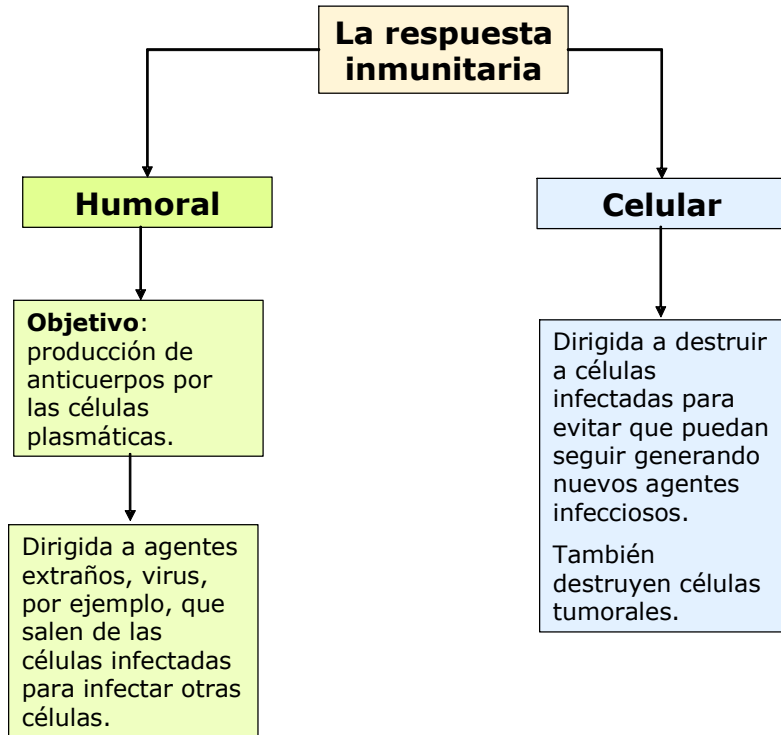 La respuesta
inmunitaria
Humoral
Celular
Objetivo:
producción de
anticuerpos por
las células
plasmáticas.
Dirigida a agentes
extraños, virus,
por ejemplo, que
salen de las
células infectadas
para infectar otras
células.
Dirigida a destruir
a células
infectadas para
evitar que puedan
seguir generando
nuevos agentes
infecciosos.
También
destruyen células
tumorales.